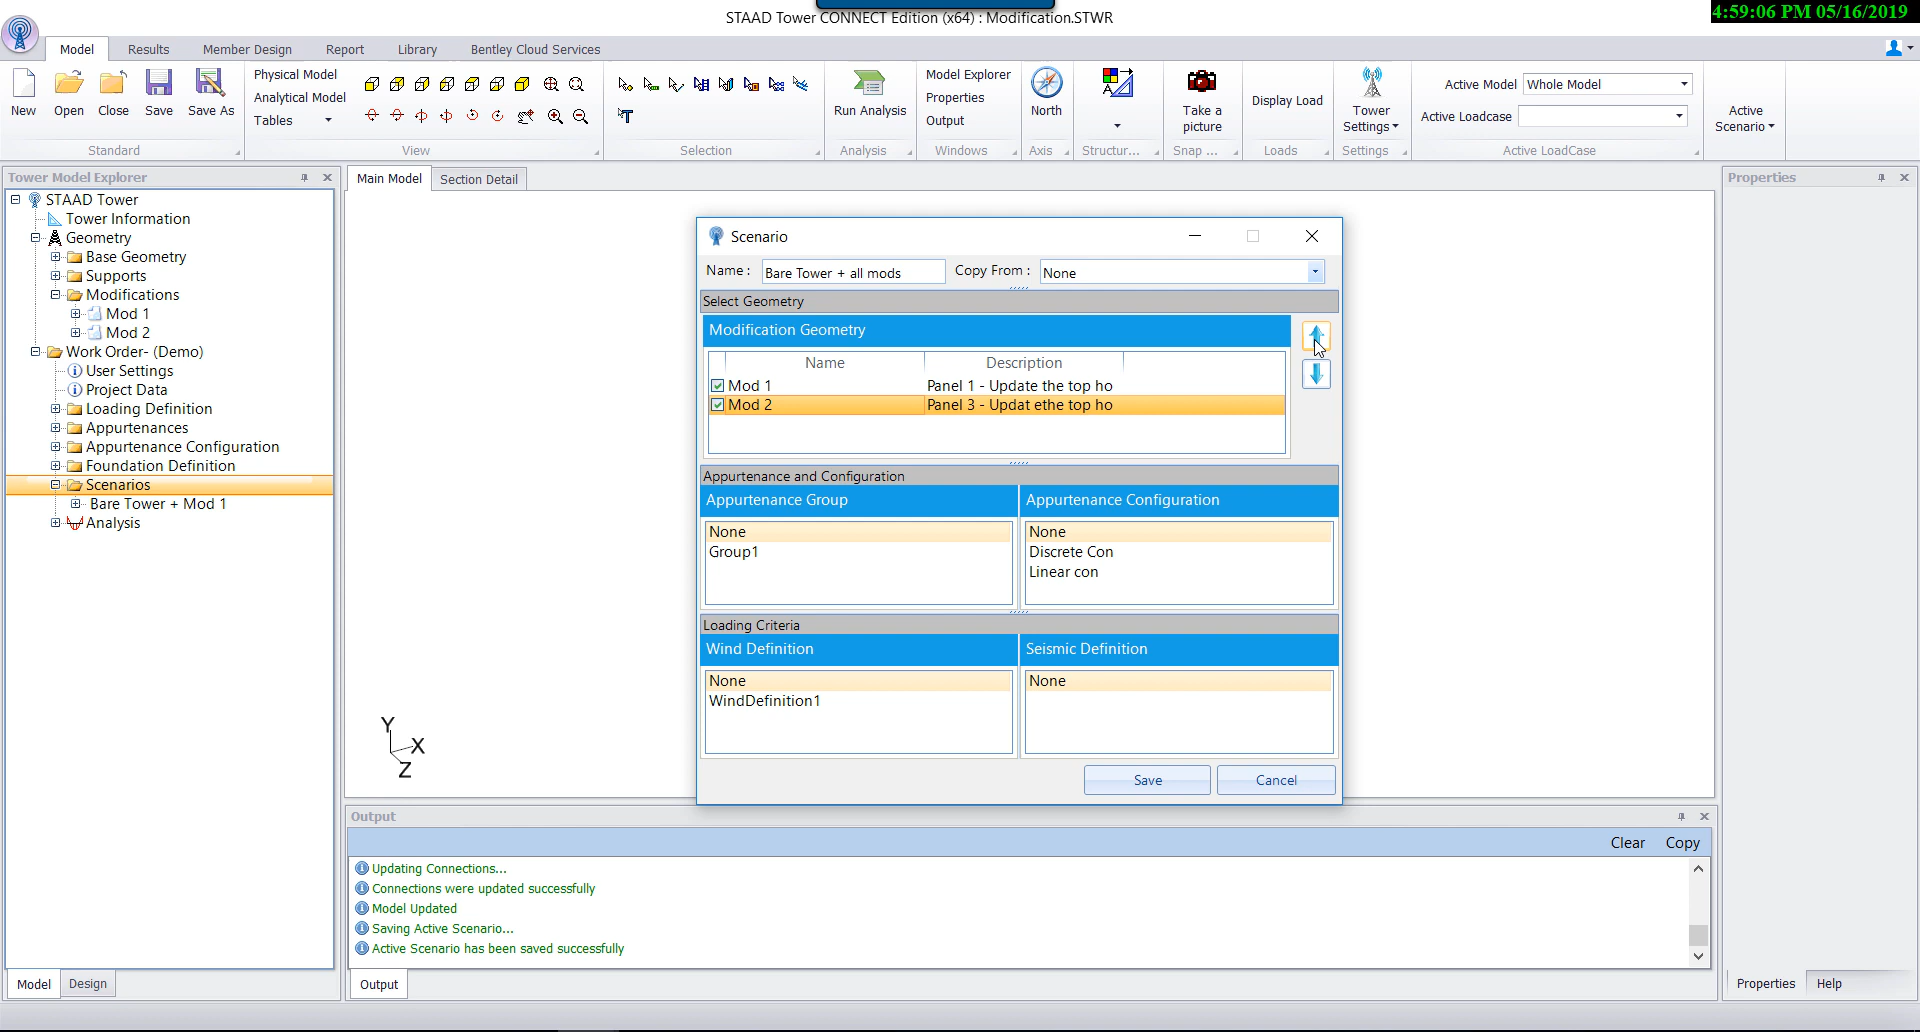 STAAD Tower CONNECT Edition (x64) : Modification.STWR
4:59:06 PM 05/16/2019
Model Results Member Design Report Library Bentley Cloud Services
New Open Close Save Save As
Standard
Physical Model
Analytical Model
Tables
View
Selection
Run Analysis
Analysis
Model Explorer
Properties
Output
Windows
North
Axis
Structur...
Take a
picture
Snap ...
Display Load
Loads
Tower
Settings
Settings
Active Model Whole Model
Active Loadcase
Active LoadCase
Active
Scenario
Tower Model Explorer
STAAD Tower
Tower Information
Geometry
Base Geometry
Supports
Modifications
Mod 1
Mod 2
Work Order- (Demo)
User Settings
Project Data
Loading Definition
Appurtenances
Appurtenance Configuration
Foundation Definition
Scenarios
Bare Tower + Mod 1
Analysis
Model Design
Main Model Section Detail
Y
X
Z
Scenario
Name : Bare Tower + all mods Copy From : None
Select Geometry
Modification Geometry
Name Description
Mod 1 Panel 1 - Update the top ho
Mod 2 Panel 3 - Updat ethe top ho
Appurtenance and Configuration
Appurtenance Group Appurtenance Configuration
None None
Group1 Discrete Con
Linear con
Loading Criteria
Wind Definition Seismic Definition
None None
WindDefinition1
Save Cancel
Output
Clear Copy
Updating Connections...
Connections were updated successfully
Model Updated
Saving Active Scenario...
Active Scenario has been saved successfully
Output
Properties
Properties Help